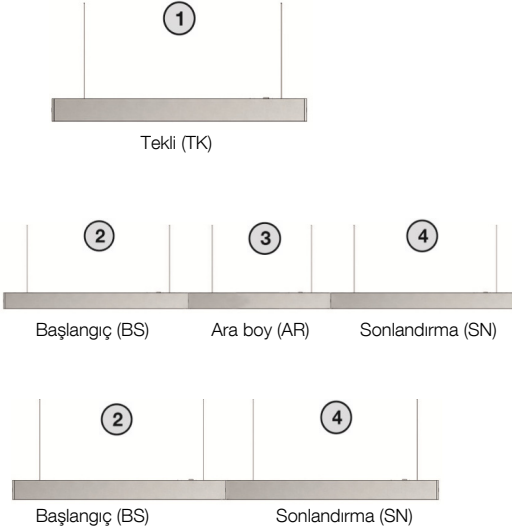 1
Tekli (TK)
2 3 4
Başlangıç (BS) Ara boy (AR) Sonlandırma (SN)
2 4
Başlangıç (BS) Sonlandırma (SN)